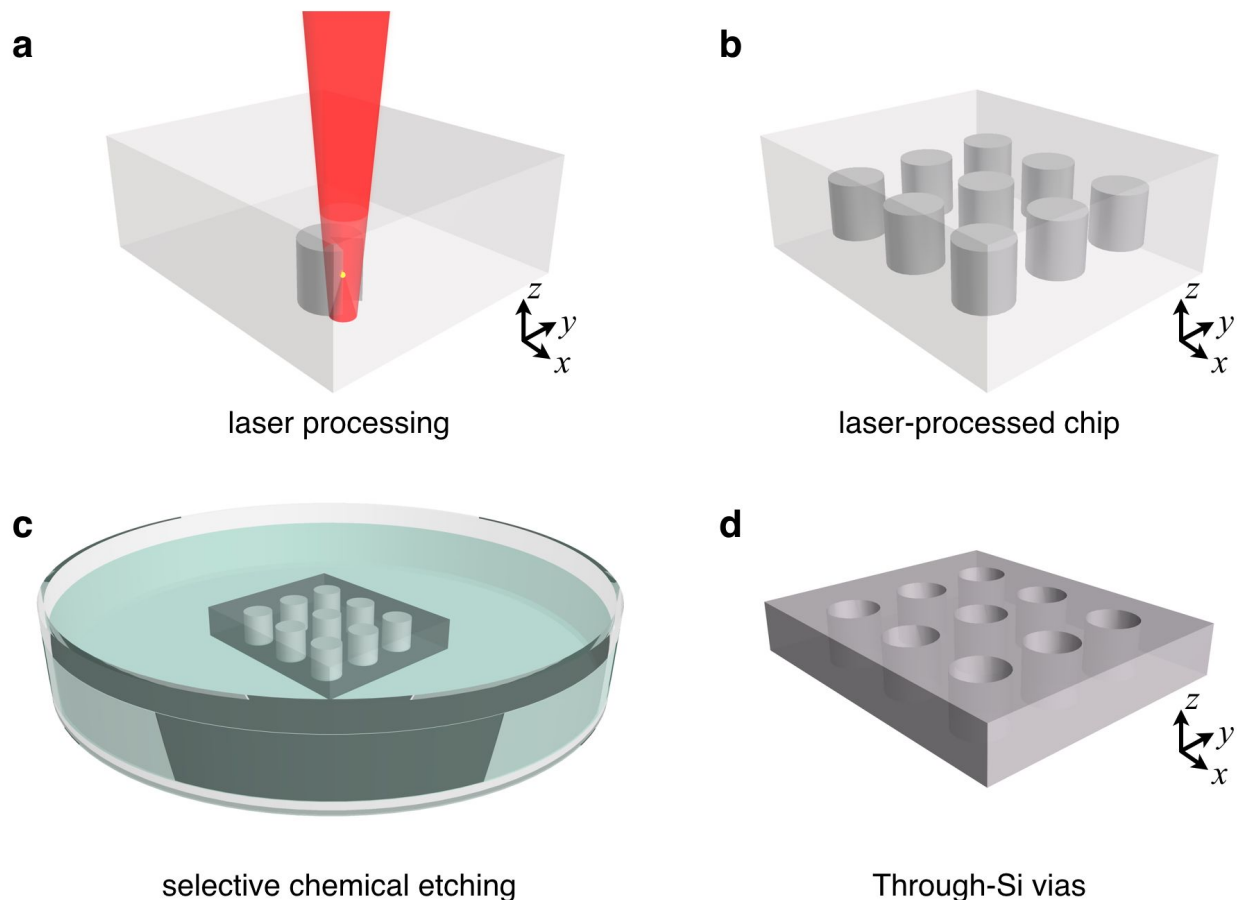 a
z
y
x
laser processing
b
z
y
x
laser-processed chip
c
selective chemical etching
d
z
y
x
Through-Si vias